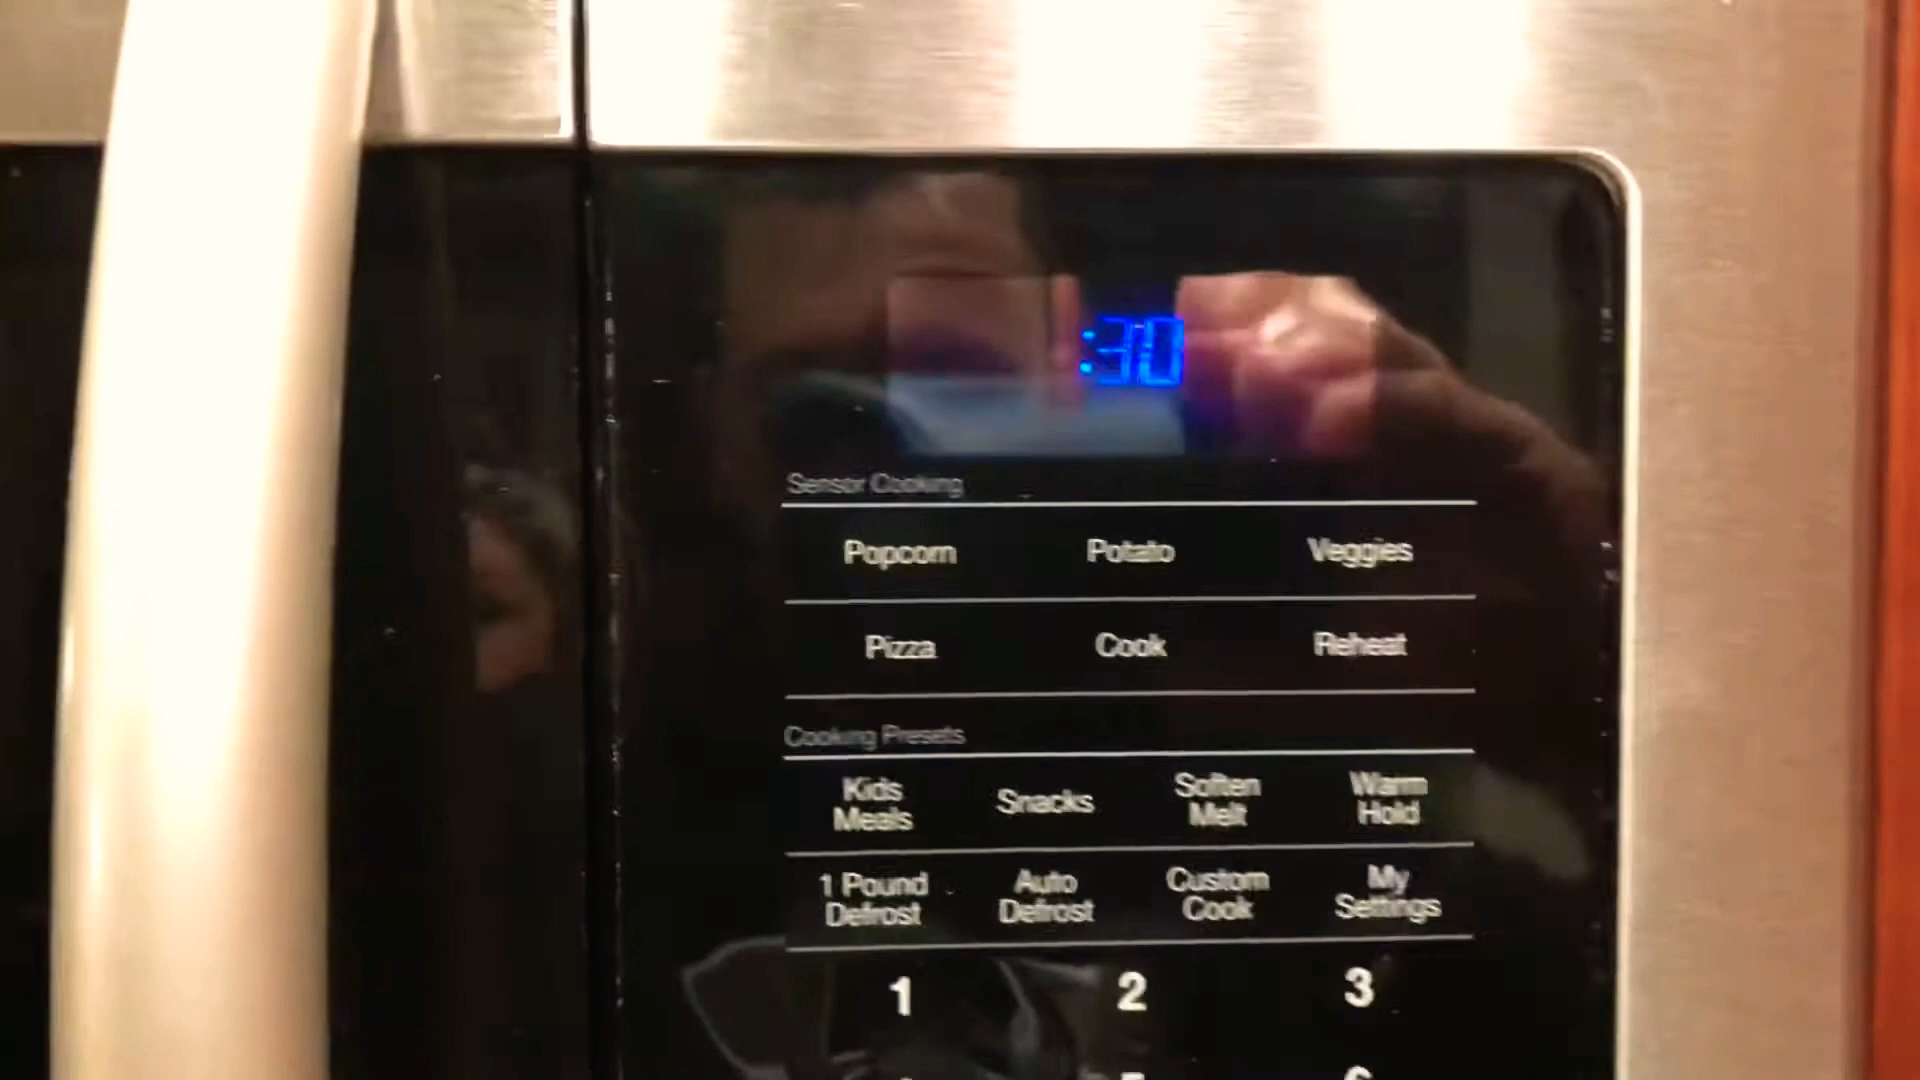 :30
Sensor Cooking
Popcorn Potato Veggies
Pizza Cook Reheat
Cooking Presets
Kids Meals Snacks Soften Melt Warm Hold
1 Pound Defrost Auto Defrost Custom Cook My Settings
1 2 3